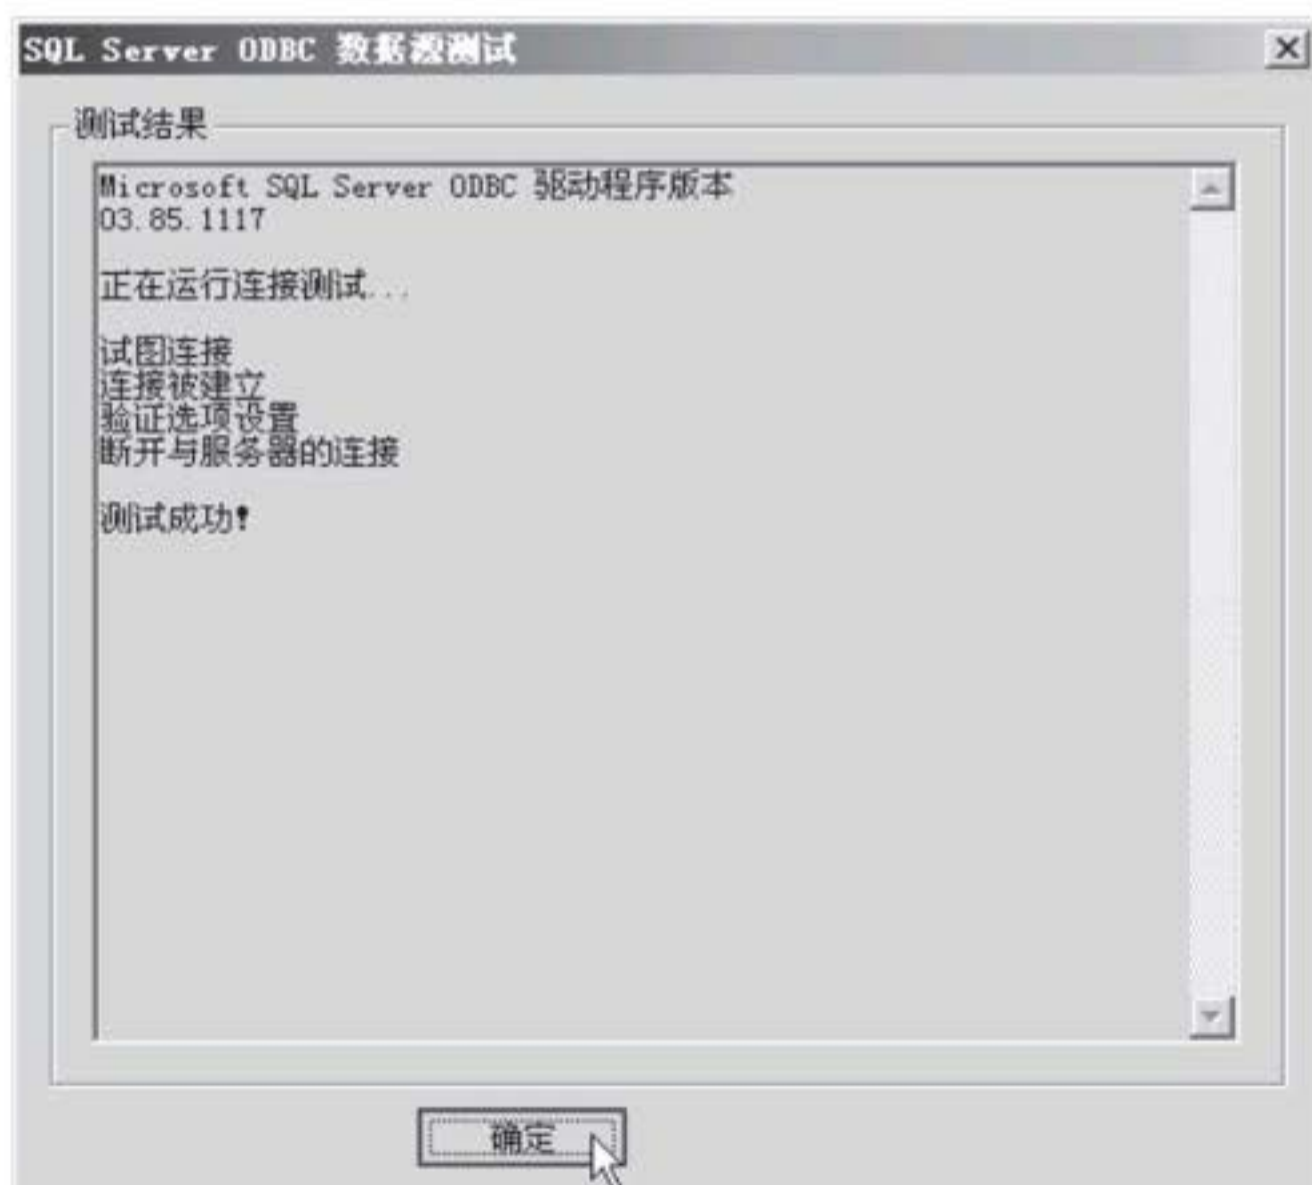 SQL Server ODBC 数据源测试
测试结果
Microsoft SQL Server ODBC 驱动程序版本
03.85.1117
正在运行连接测试...
试图连接
连接被建立
验证选项设置
断开与服务器的连接
测试成功!
确定